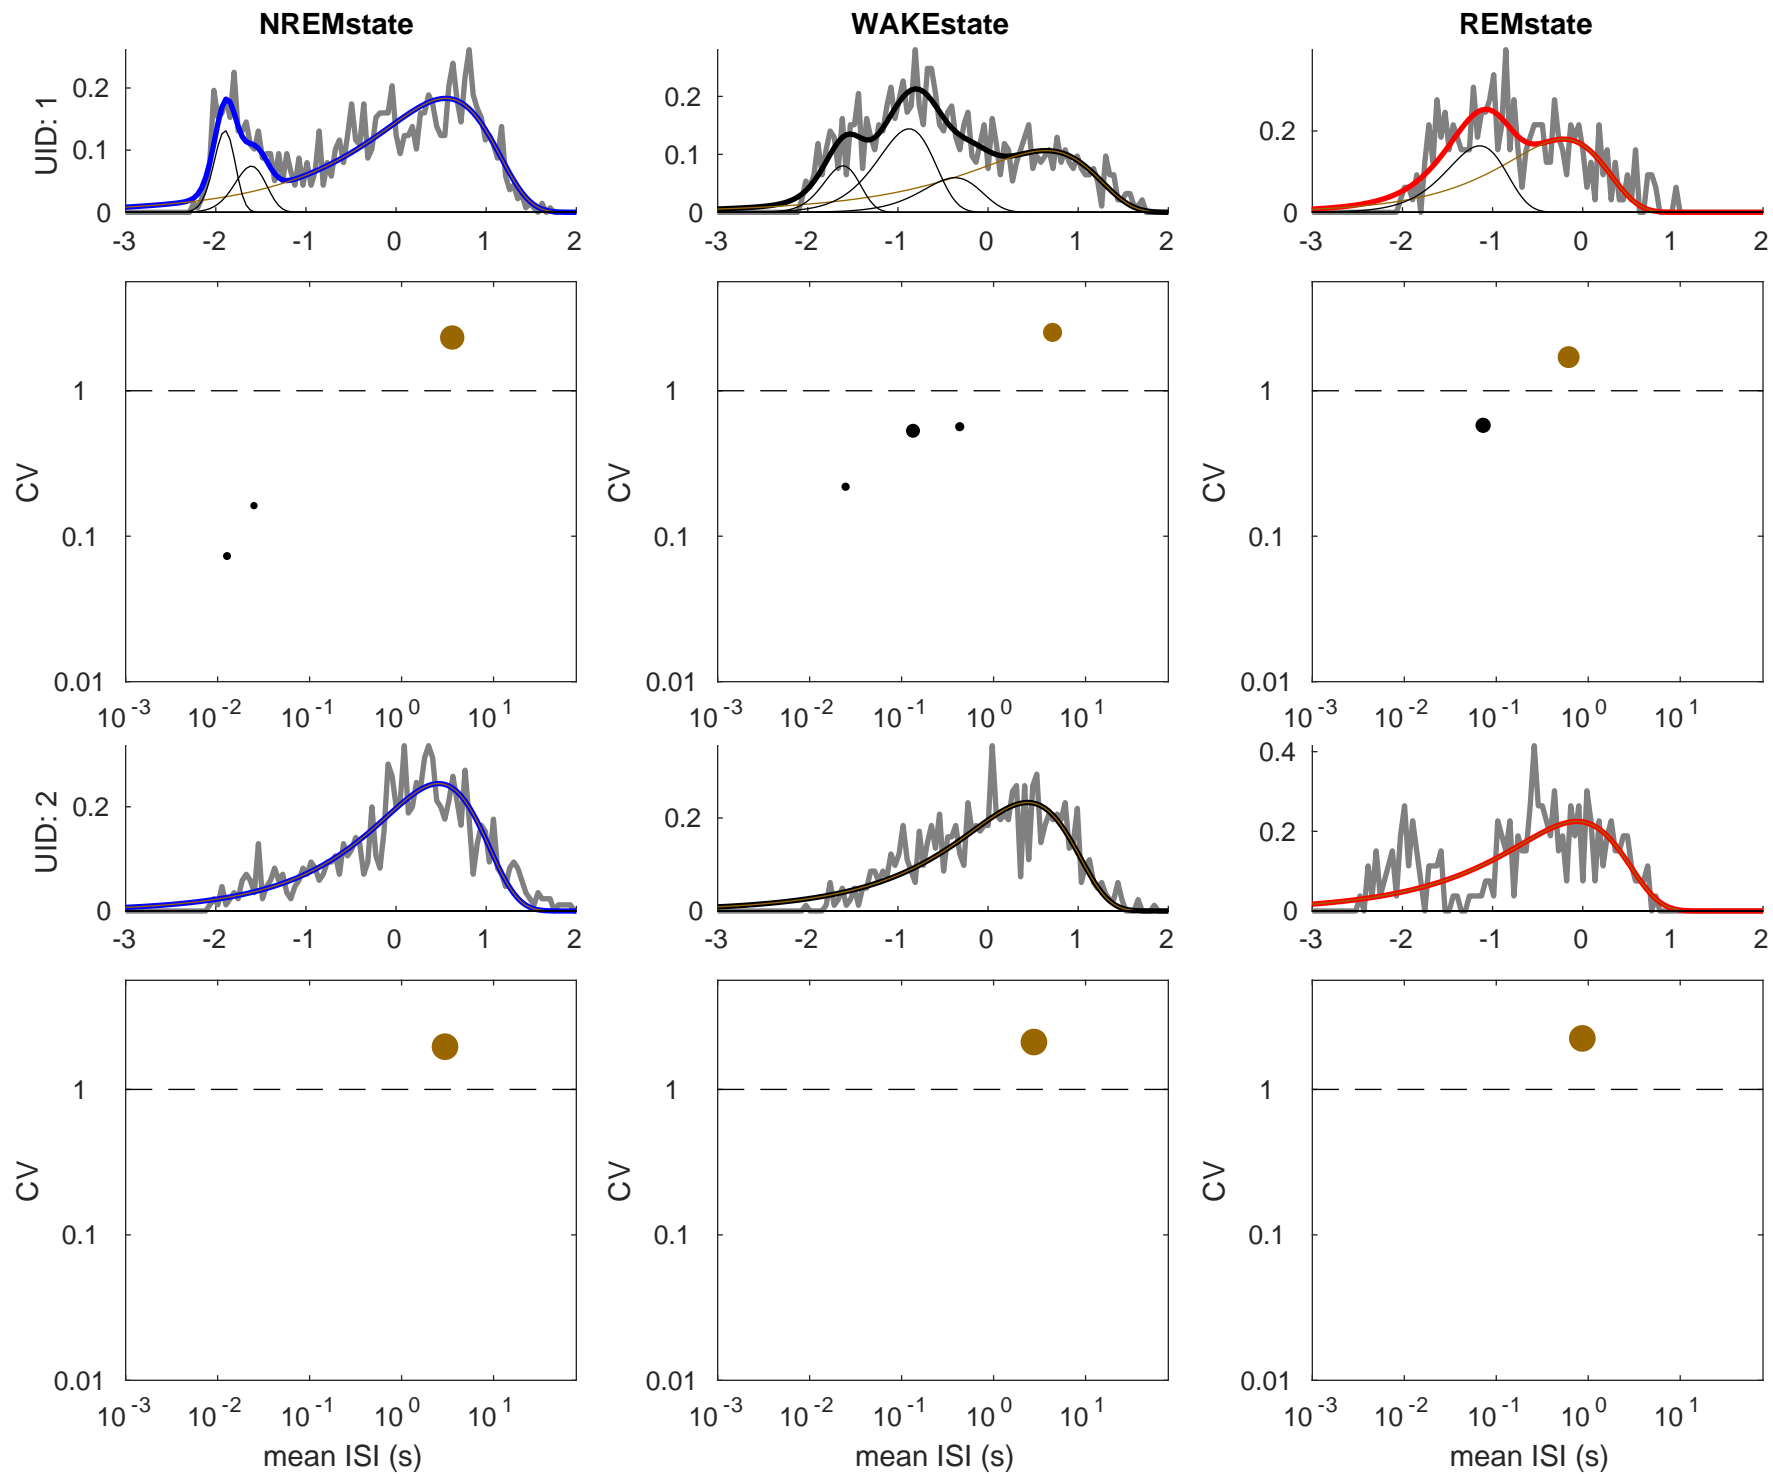 NREMstate WAKEstate REMstate
UID: 1
0.2 0.1 0
-3 -2 -1 0 1 2
0.2 0.1 0
-3 -2 -1 0 1 2
0.2 0
-3 -2 -1 0 1 2
CV
1 0.1 0.01
10^-3 10^-2 10^-1 10^0 10^1
CV
1 0.1 0.01
10^-3 10^-2 10^-1 10^0 10^1
CV
1 0.1 0.01
10^-3 10^-2 10^-1 10^0 10^1
UID: 2
0.2 0
-3 -2 -1 0 1 2
0.2 0
-3 -2 -1 0 1 2
0.4 0.2 0
-3 -2 -1 0 1 2
CV
1 0.1 0.01
10^-3 10^-2 10^-1 10^0 10^1
mean ISI (s)
CV
1 0.1 0.01
10^-3 10^-2 10^-1 10^0 10^1
mean ISI (s)
CV
1 0.1 0.01
10^-3 10^-2 10^-1 10^0 10^1
mean ISI (s)